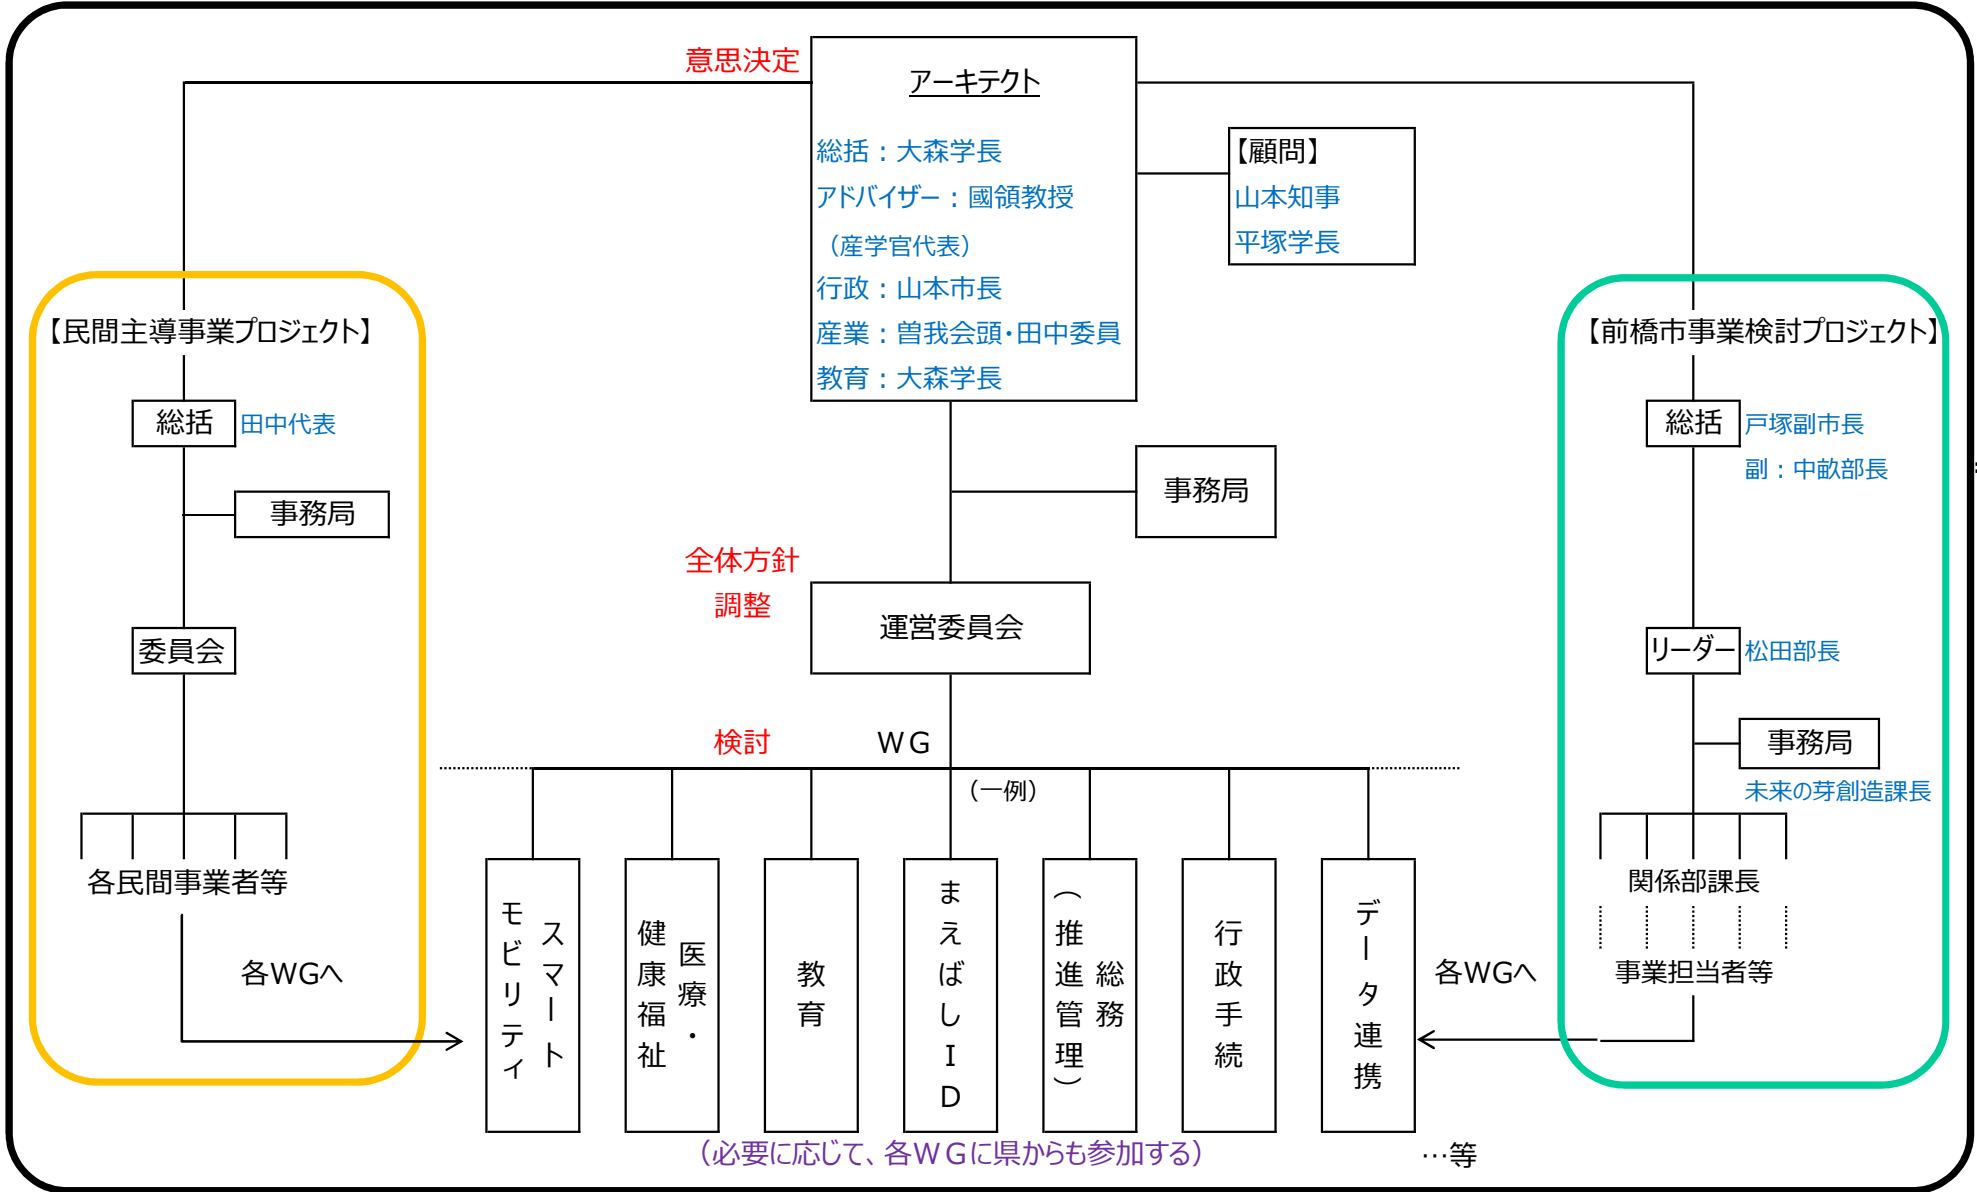 意思決定
アーキテクト
総括：大森学長
アドバイザー：國領教授
（産学官代表）
行政：山本市長
産業：曽我会頭・田中委員
教育：大森学長
【顧問】
山本知事
平塚学長
【民間主導事業プロジェクト】
総括
田中代表
事務局
委員会
各民間事業者等
各WGへ
事務局
全体方針
調整
運営委員会
検討
ＷＧ
（一例）
スマート
モビリティ
医療・
健康福祉
教育
まえばしＩＤ
総務
（推進管理）
行政手続
データ連携
（必要に応じて、各ＷＧに県からも参加する）
…等
【前橋市事業検討プロジェクト】
総括
戸塚副市長
副：中畝部長
リーダー
松田部長
事務局
未来の芽創造課長
関係部課長
事業担当者等
各WGへ